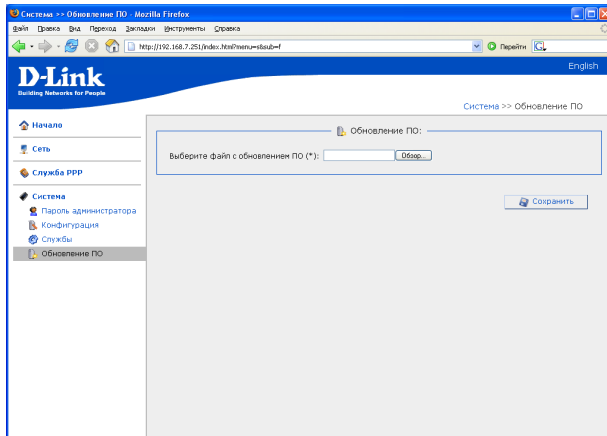 Система >> Обновление ПО - Mozilla Firefox
Файл Правка Вид Переход Закладки Инструменты Справка
http://192.168.7.251/index.html?menu=s&sub=f
Перейти
English
D-Link
Building Networks for People
Система >> Обновление ПО
Начало
Сеть
Служба PPP
Система
Пароль администратора
Конфигурация
Службы
Обновление ПО
Обновление ПО:
Выберите файл с обновлением ПО (*):
Обзор...
Сохранить